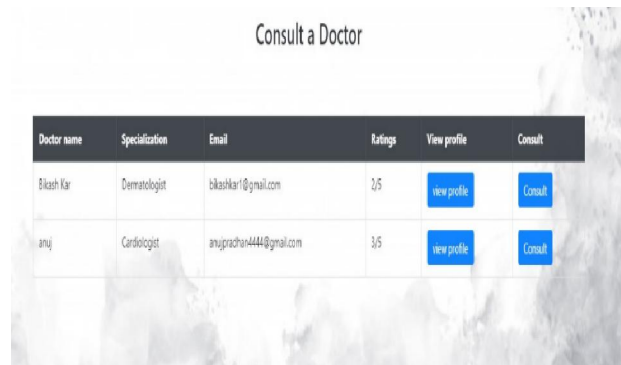 Consult a Doctor
Doctor name Specialization Email Ratings View profile Consult
Bikash Kar Dermatologist bikashkar1@gmail.com 2/5 view profile Consult
anuj Cardiologist anujpradhan4444@gmail.com 3/5 view profile Consult